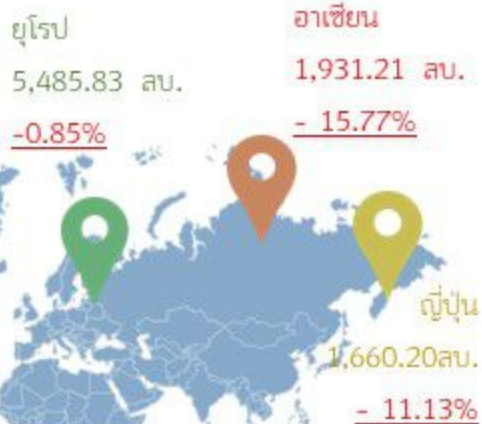 ยุโรป
5,485.83 ลบ.
-0.85%
อาเซียน
1,931.21 ลบ.
- 15.77%
ญี่ปุ่น
1,660.20ลบ.
- 11.13%